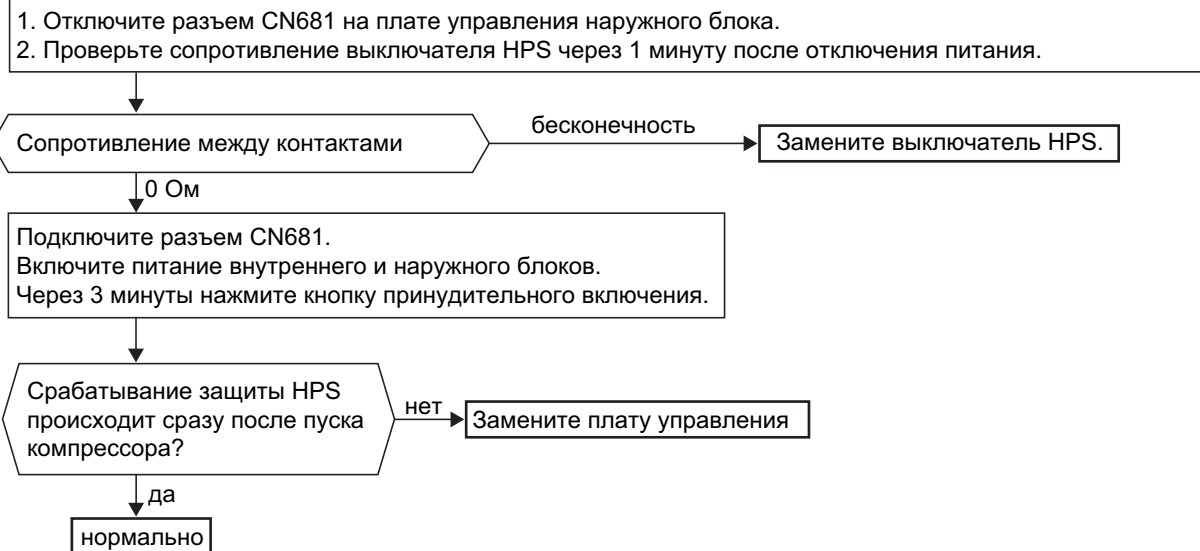 1. Отключите разъем CN681 на плате управления наружного блока.
2. Проверьте сопротивление выключателя HPS через 1 минуту после отключения питания.
Сопротивление между контактами
бесконечность
Замените выключатель HPS.
0 Ом
Подключите разъем CN681.
Включите питание внутреннего и наружного блоков.
Через 3 минуты нажмите кнопку принудительного включения.
Срабатывание защиты HPS
происходит сразу после пуска
компрессора?
нет
Замените плату управления
да
нормально